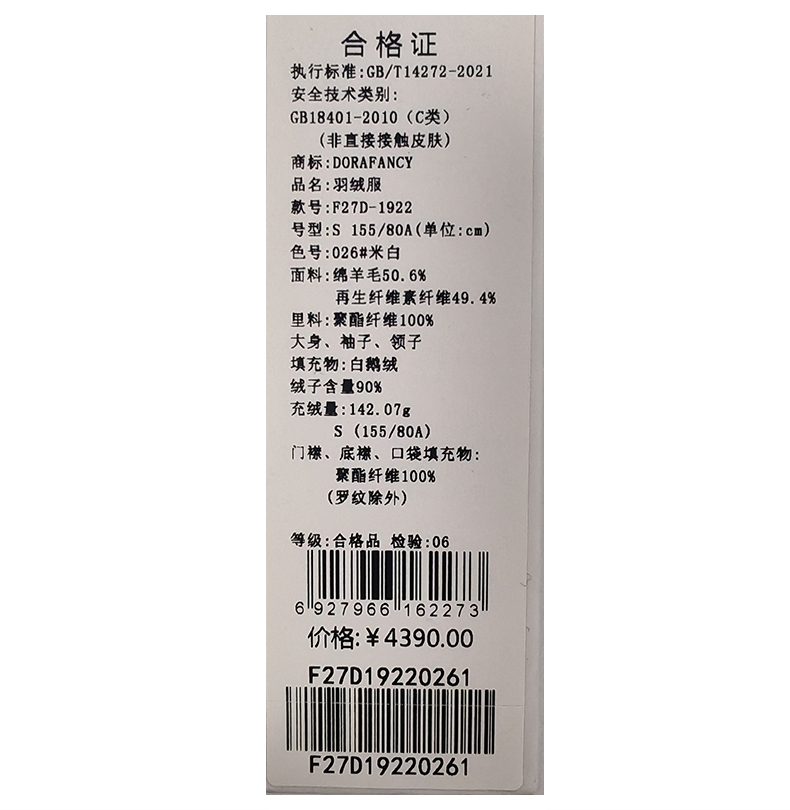 合格证
执行标准:GB/T14272-2021
安全技术类别:
GB18401-2010（C类）
(非直接接触皮肤)
商标:DORAFANCY
品名:羽绒服
款号:F27D-1922
号型:S 155/80A(单位:cm)
色号:026#米白
面料:绵羊毛50.6%
再生纤维素纤维49.4%
里料:聚酯纤维100%
大身、袖子、领子
填充物:白鹅绒
绒子含量90%
充绒量:142.07g
S (155/80A)
门襟、底襟、口袋填充物:
聚酯纤维100%
(罗纹除外)
等级:合格品 检验:06
6 927966 162273
价格:¥4390.00
F27D19220261
F27D19220261